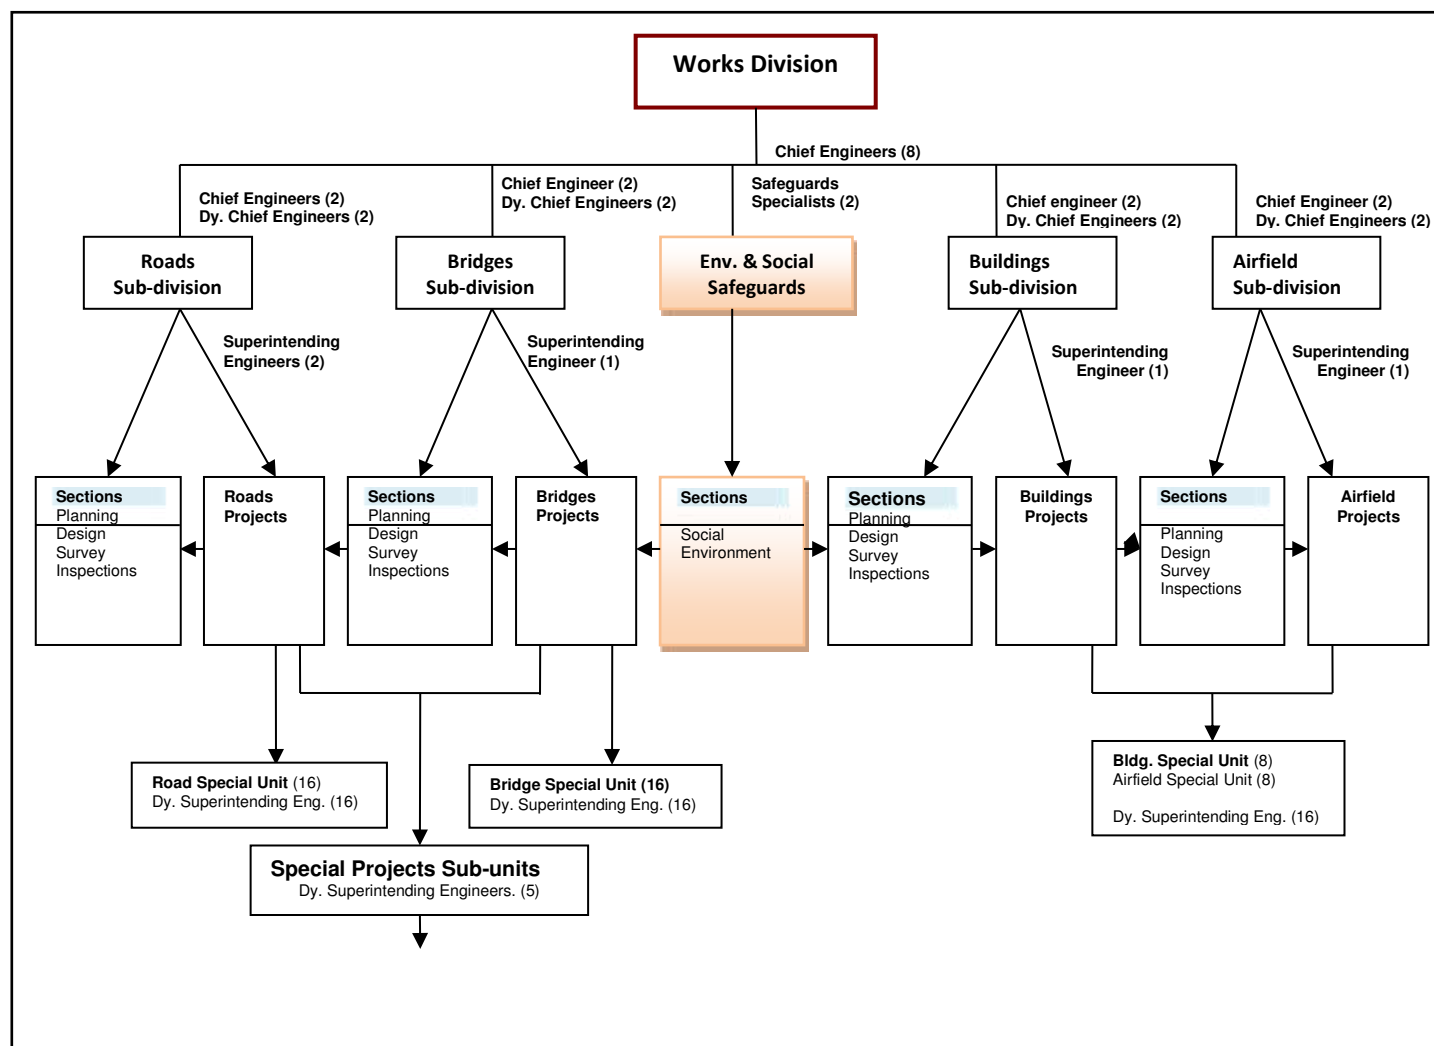 Works Division
Chief Engineers (8)
Chief Engineers (2)
Dy. Chief Engineers (2)
Chief Engineer (2)
Dy. Chief Engineers (2)
Safeguards
Specialists (2)
Chief engineer (2)
Dy. Chief Engineers (2)
Chief Engineer (2)
Dy. Chief Engineers (2)
Roads
Sub-division
Bridges
Sub-division
Env. & Social
Safeguards
Buildings
Sub-division
Airfield
Sub-division
Superintending
Engineers (2)
Superintending
Engineer (1)
Superintending
Engineer (1)
Superintending
Engineer (1)
Sections
Planning
Design
Survey
Inspections
Roads
Projects
Sections
Planning
Design
Survey
Inspections
Bridges
Projects
Sections
Social
Environment
Sections
Planning
Design
Survey
Inspections
Buildings
Projects
Sections
Planning
Design
Survey
Inspections
Airfield
Projects
Road Special Unit (16)
Dy. Superintending Eng. (16)
Bridge Special Unit (16)
Dy. Superintending Eng. (16)
Bldg. Special Unit (8)
Airfield Special Unit (8)
Dy. Superintending Eng. (16)
Special Projects Sub-units
Dy. Superintending Engineers. (5)